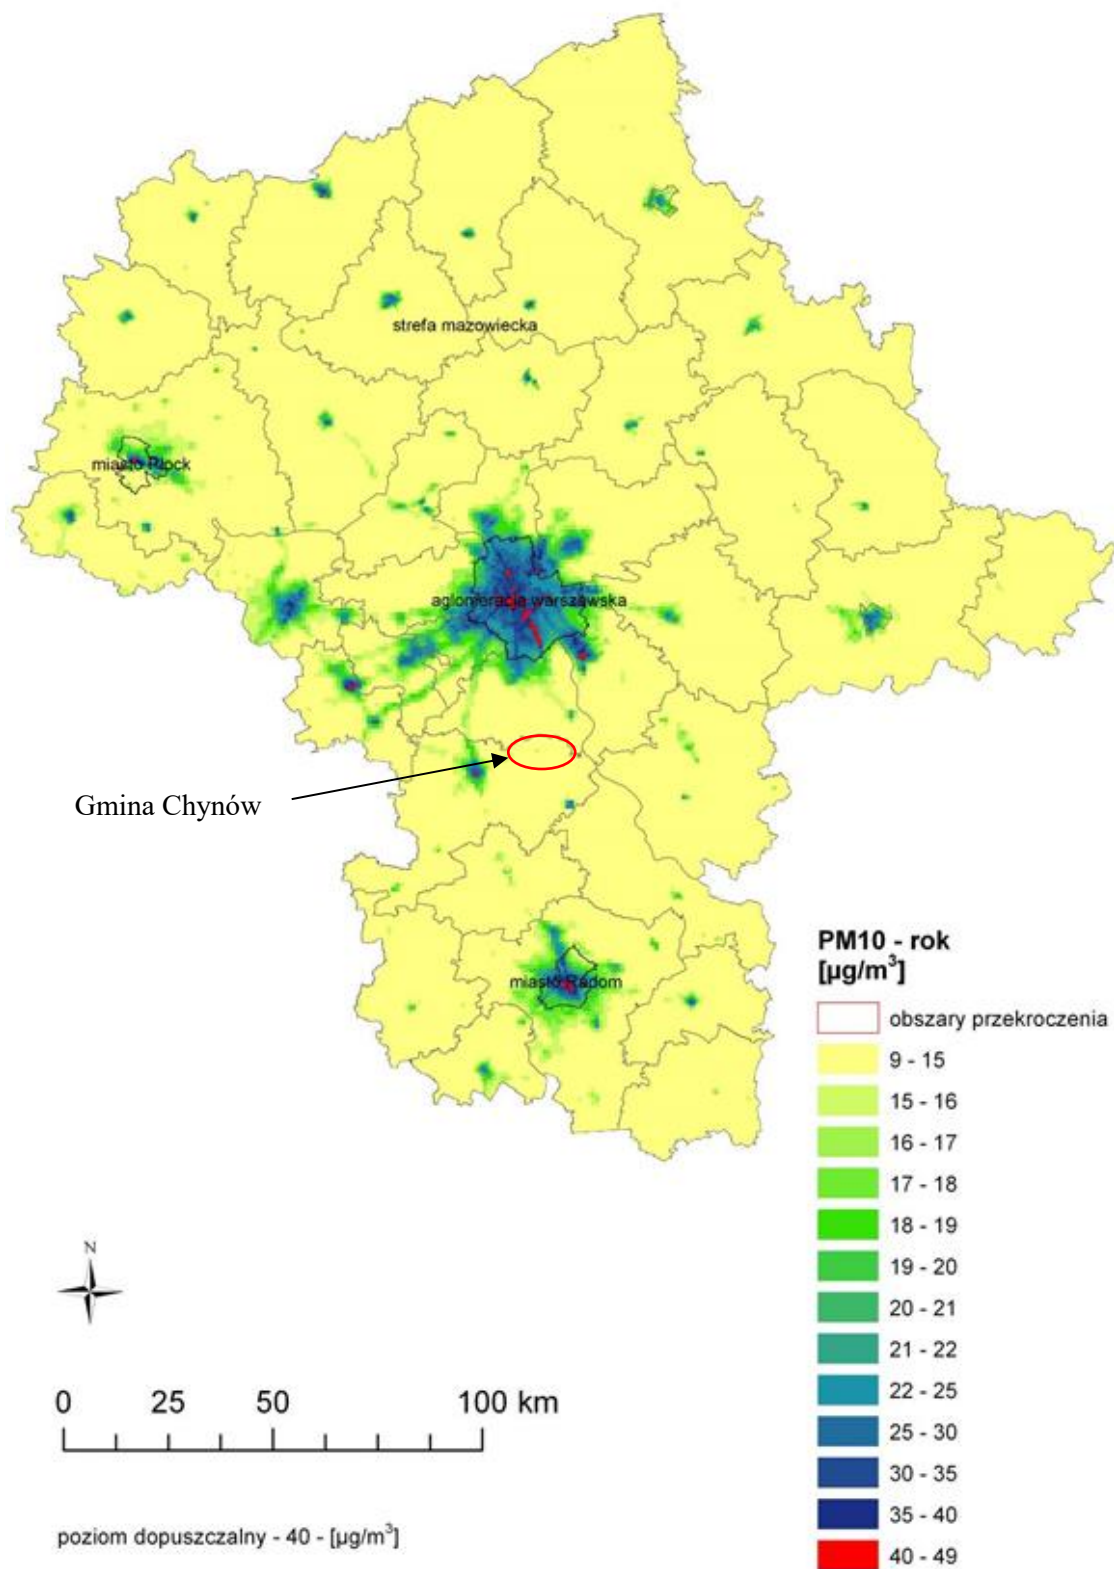 strefa mazowiecka
miasto Płock
aglomeracja warszawska
Gmina Chynów
miasto Radom
PM10 - rok
[µg/m³]
obszary przekroczenia
9 - 15
15 - 16
16 - 17
17 - 18
18 - 19
19 - 20
20 - 21
21 - 22
22 - 25
25 - 30
30 - 35
35 - 40
40 - 49
N
0 25 50 100 km
poziom dopuszczalny - 40 - [µg/m³]